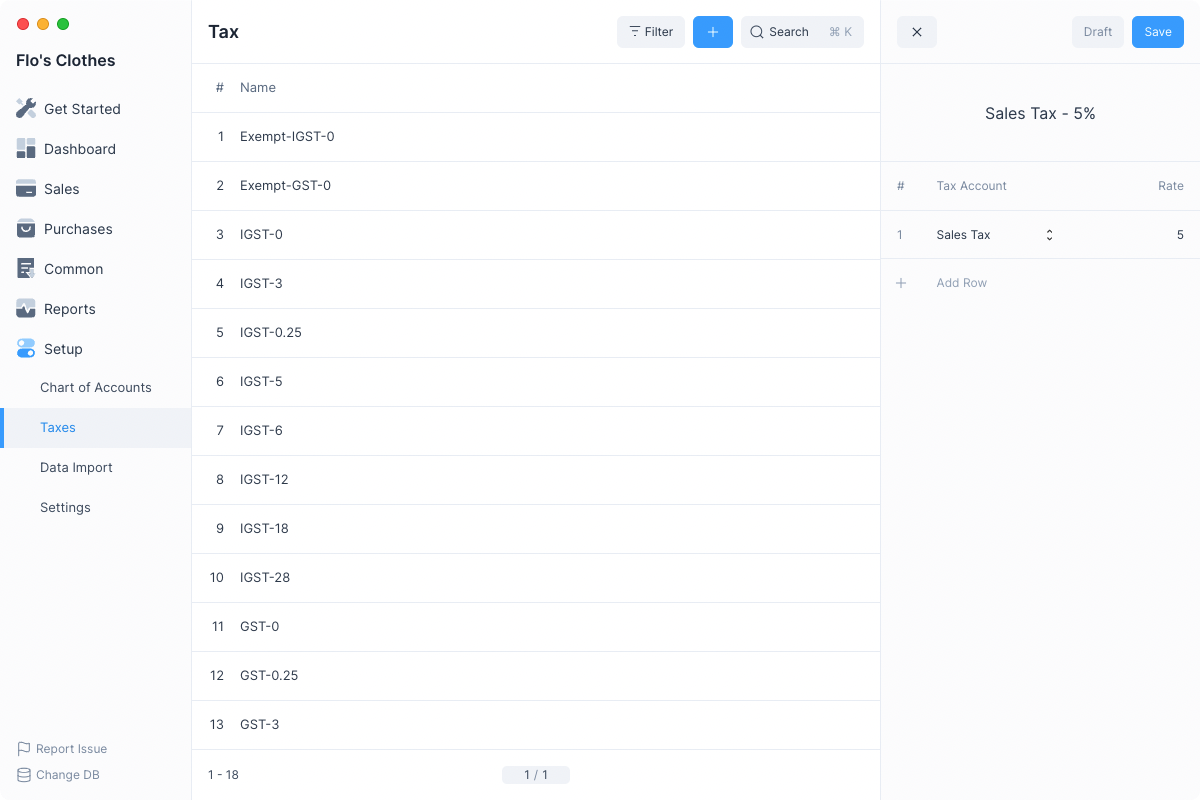 Flo's Clothes
Get Started
Dashboard
Sales
Purchases
Common
Reports
Setup
Chart of Accounts
Taxes
Data Import
Settings
Report Issue
Change DB
Tax
Filter
+
Search ⌘ K
# Name
1 Exempt-IGST-0
2 Exempt-GST-0
3 IGST-0
4 IGST-3
5 IGST-0.25
6 IGST-5
7 IGST-6
8 IGST-12
9 IGST-18
10 IGST-28
11 GST-0
12 GST-0.25
13 GST-3
1 - 18
1 / 1
Draft
Save
Sales Tax - 5%
# Tax Account Rate
1 Sales Tax 5
+ Add Row